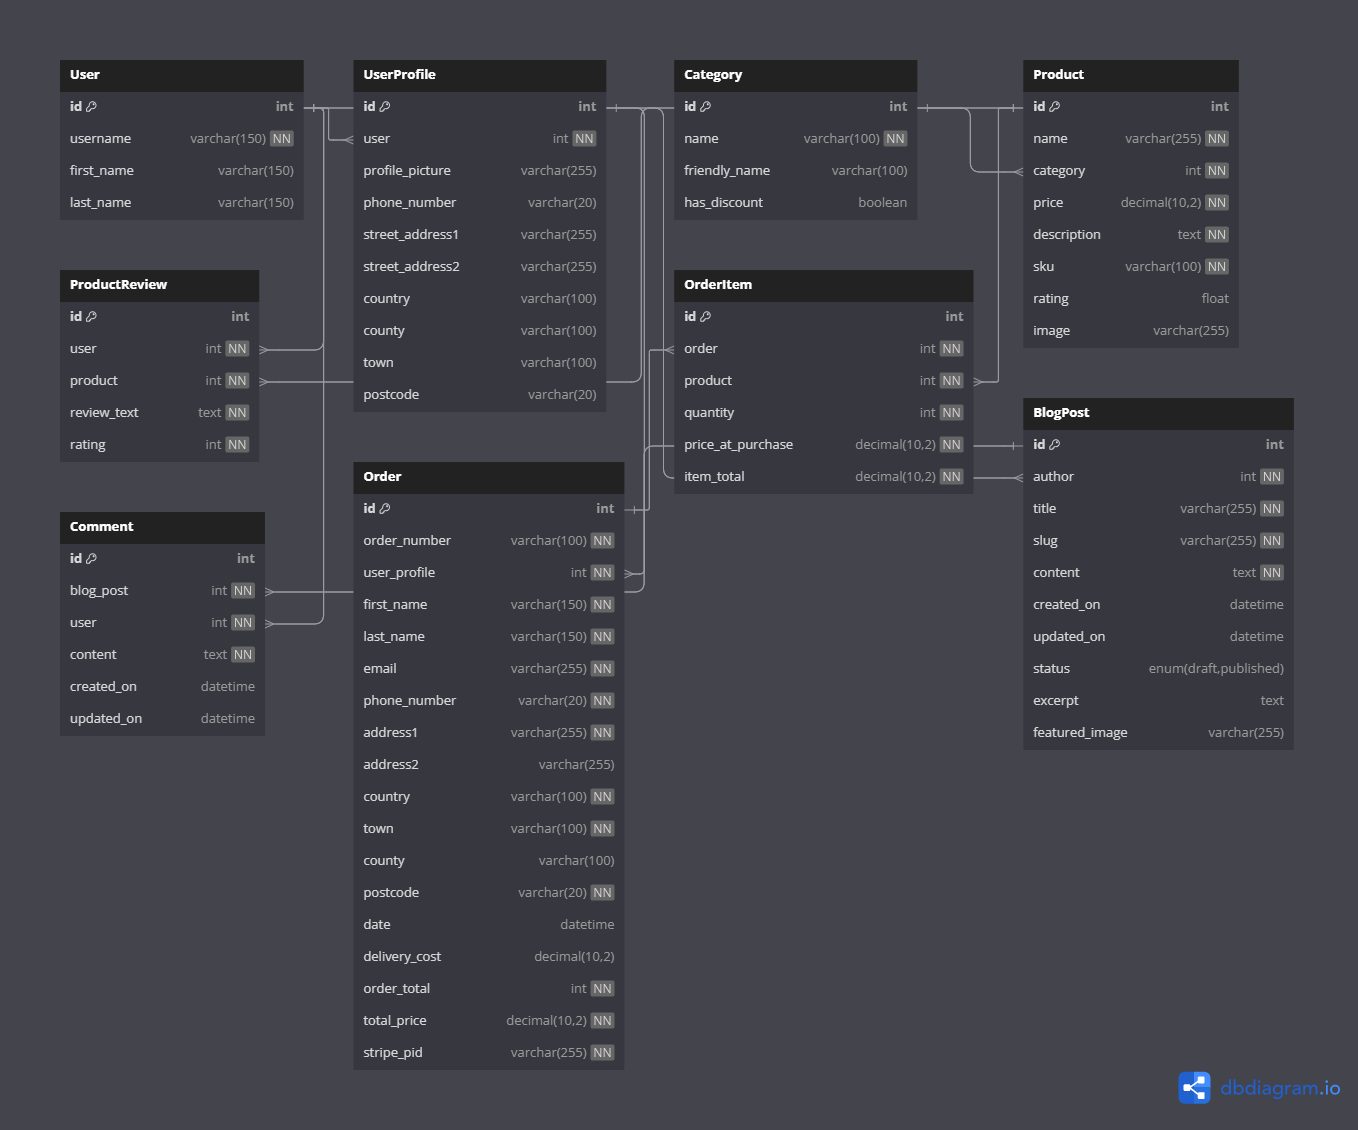 User
id int
username varchar(150) NN
first_name varchar(150)
last_name varchar(150)
UserProfile
id int
user int NN
profile_picture varchar(255)
phone_number varchar(20)
street_address1 varchar(255)
street_address2 varchar(255)
country varchar(100)
county varchar(100)
town varchar(100)
postcode varchar(20)
Category
id int
name varchar(100) NN
friendly_name varchar(100)
has_discount boolean
Product
id int
name varchar(255) NN
category int NN
price decimal(10,2) NN
description text NN
sku varchar(100) NN
rating float
image varchar(255)
ProductReview
id int
user int NN
product int NN
review_text text NN
rating int NN
OrderItem
id int
order int NN
product int NN
quantity int NN
price_at_purchase decimal(10,2) NN
item_total decimal(10,2) NN
BlogPost
id int
author int NN
title varchar(255) NN
slug varchar(255) NN
content text NN
created_on datetime
updated_on datetime
status enum(draft,published)
excerpt text
featured_image varchar(255)
Order
id int
order_number varchar(100) NN
user_profile int NN
first_name varchar(150) NN
last_name varchar(150) NN
email varchar(255) NN
phone_number varchar(20) NN
address1 varchar(255) NN
address2 varchar(255)
country varchar(100) NN
town varchar(100) NN
county varchar(100)
postcode varchar(20) NN
date datetime
delivery_cost decimal(10,2)
order_total int NN
total_price decimal(10,2) NN
stripe_pid varchar(255) NN
Comment
id int
blog_post int NN
user int NN
content text NN
created_on datetime
updated_on datetime
dbdiagram.io